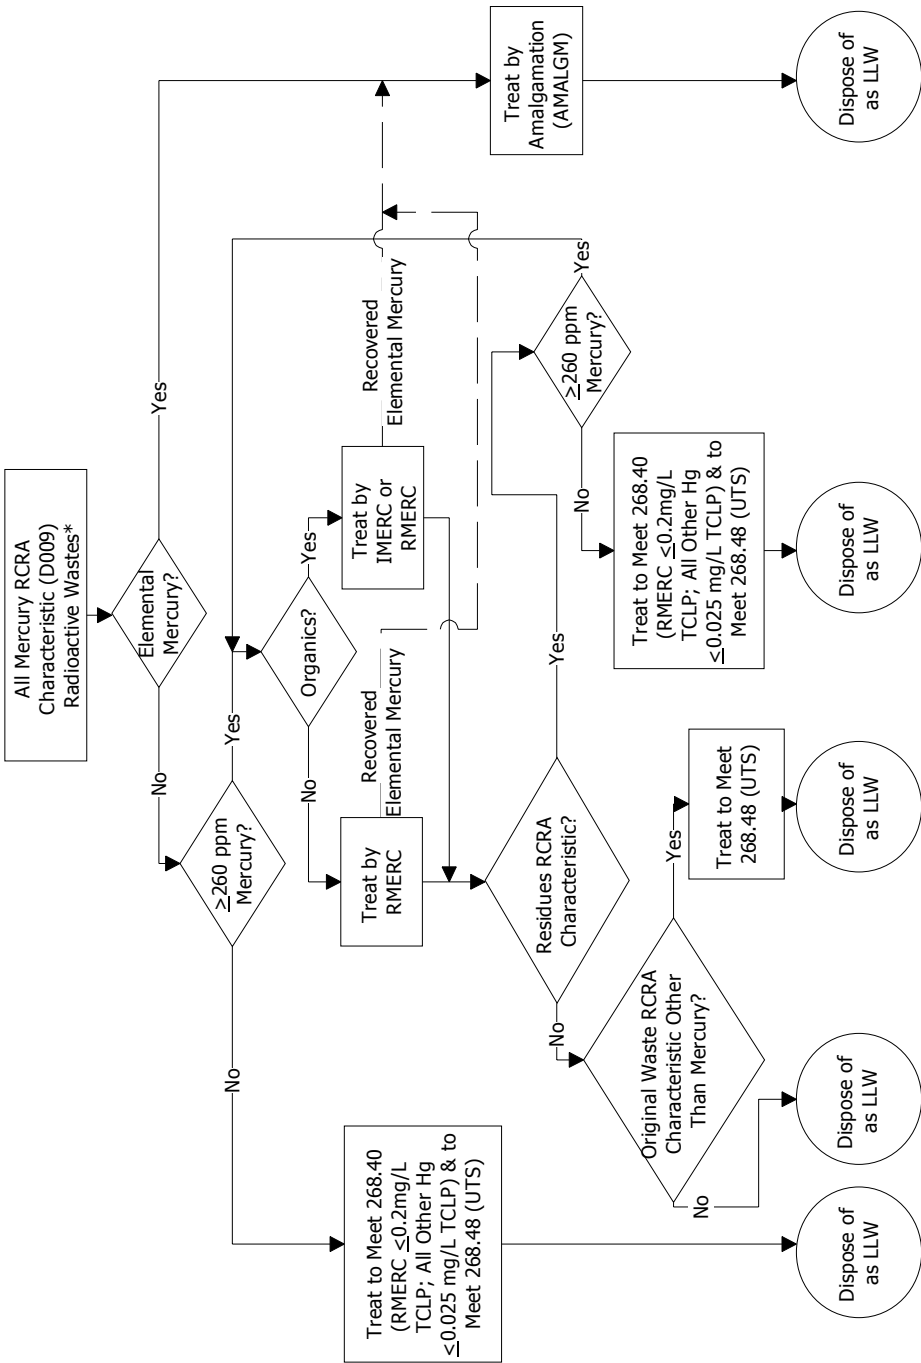 All Mercury RCRA
Characteristic (D009)
Radioactive Wastes*
Elemental
Mercury?
Yes
No
≥260 ppm
Mercury?
Yes
No
Organics?
Yes
No
Treat by
IMERC or
RMERC
Recovered
Elemental Mercury
Treat by
RMERC
Recovered
Elemental Mercury
Treat by
Amalgamation
(AMALGM)
Dispose of
as LLW
Residues RCRA
Characteristic?
Yes
No
≥260 ppm
Mercury?
Yes
No
Treat to Meet 268.40
(RMERC ≤0.2mg/L
TCLP; All Other Hg
≤0.025 mg/L TCLP) & to
Meet 268.48 (UTS)
Dispose of
as LLW
Original Waste RCRA
Characteristic Other
Than Mercury?
Yes
No
Treat to Meet
268.48 (UTS)
Dispose of
as LLW
Dispose of
as LLW
Treat to Meet 268.40
(RMERC ≤0.2mg/L
TCLP; All Other Hg
≤0.025 mg/L TCLP) & to
Meet 268.48 (UTS)
Dispose of
as LLW